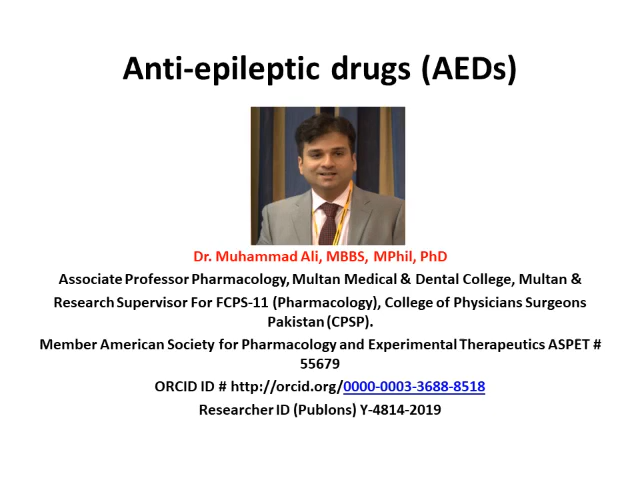 Anti-epileptic drugs (AEDs)
Dr. Muhammad Ali, MBBS, MPhil, PhD
Associate Professor Pharmacology, Multan Medical & Dental College, Multan &
Research Supervisor For FCPS-11 (Pharmacology), College of Physicians Surgeons
Pakistan (CPSP).
Member American Society for Pharmacology and Experimental Therapeutics ASPET #
55679
ORCID ID # http://orcid.org/0000-0003-3688-8518
Researcher ID (Publons) Y-4814-2019